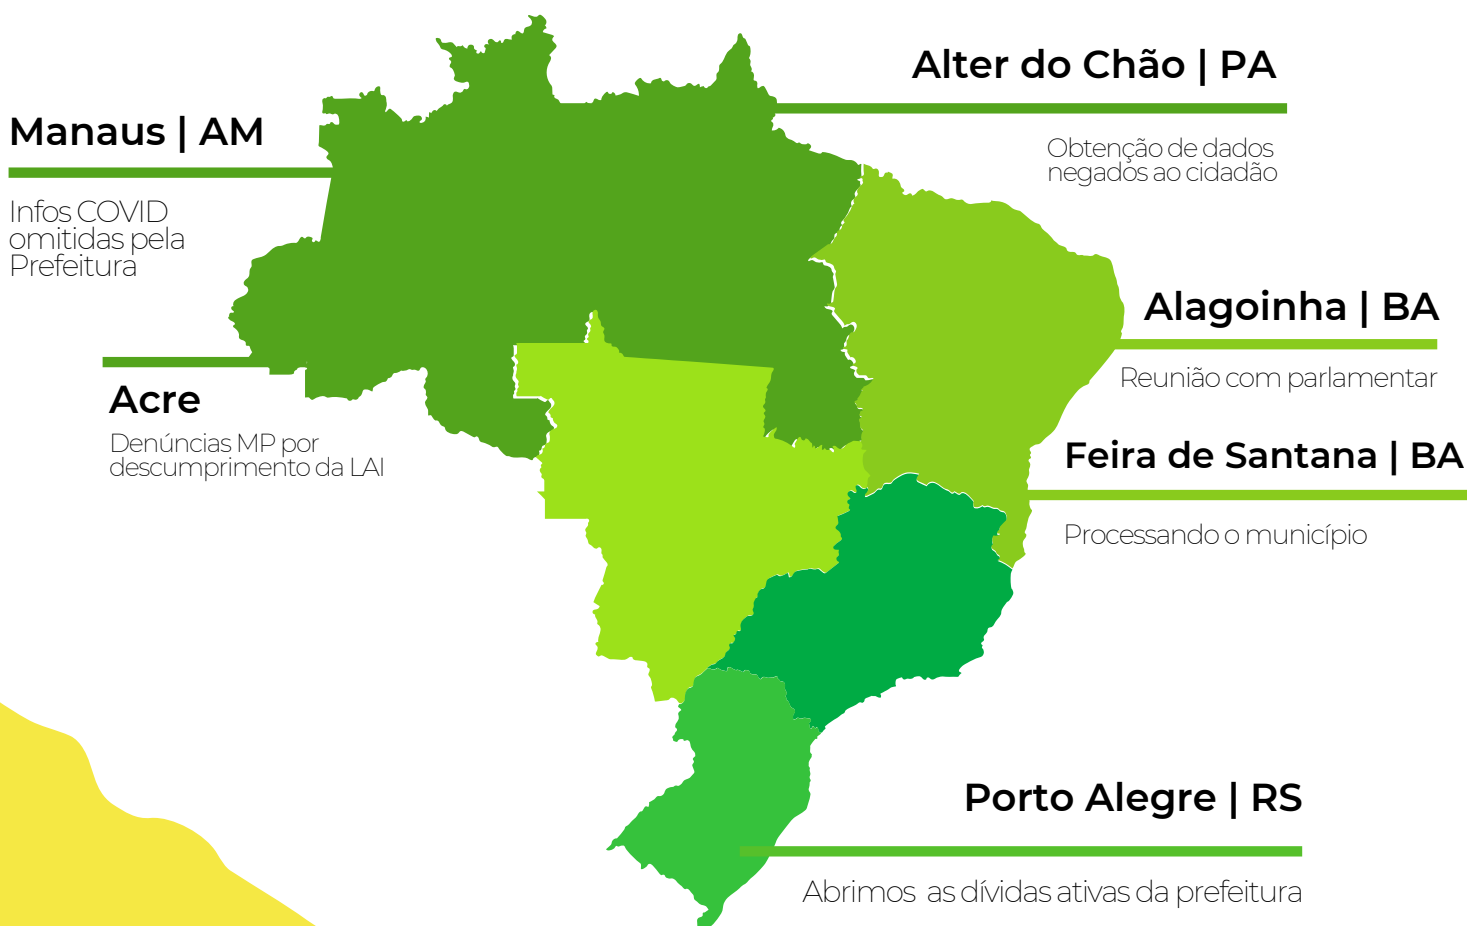 Alter do Chão | PA
Obtenção de dados
negados ao cidadão
Manaus | AM
Infos COVID
omitidas pela
Prefeitura
Alagoinha | BA
Reunião com parlamentar
Acre
Denúncias MP por
descumprimento da LAI
Feira de Santana | BA
Processando o município
Porto Alegre | RS
Abrimos as dívidas ativas da prefeitura